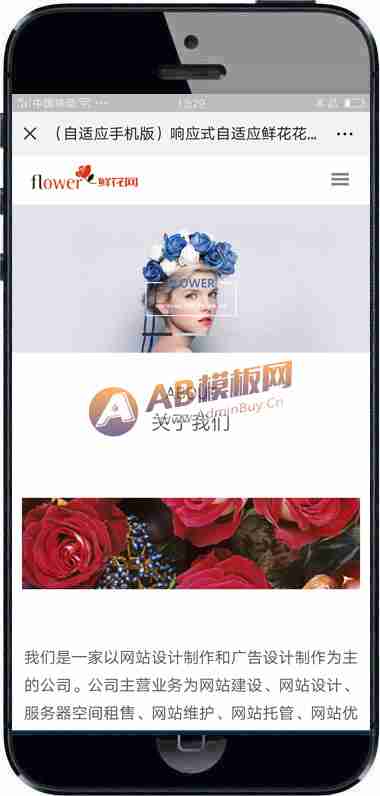 中国移动
13:29
（自适应手机版）响应式自适应鲜花花...
flower 鲜花网
FLOWER
ABOUT
AB模板网
www.AdminBuy.Cn
关于我们
我们是一家以网站设计制作和广告设计制作为主
的公司。公司主营业务为网站建设、网站设计、
服务器空间租售、网站维护、网站托管、网站优